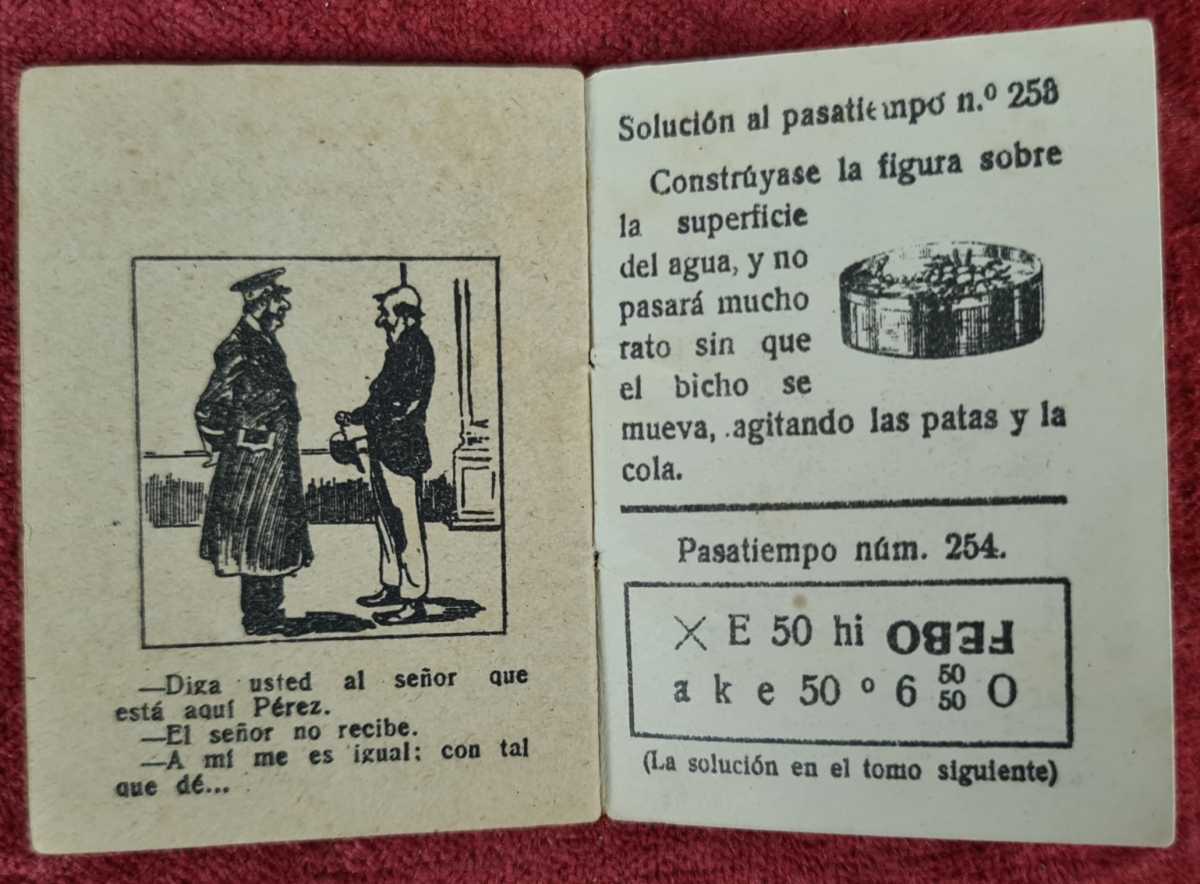 —Diga usted al señor que
está aquí Pérez.
—El señor no recibe.
—A mí me es igual; con tal
que dé...
Solución al pasatiempo n.º 253
Constrúyase la figura sobre
la superficie
del agua, y no
pasará mucho
rato sin que
el bicho se
mueva, agitando las patas y la
cola.
Pasatiempo núm. 254.
X E 50 hi FEBO
a k e 50 º 6 50 50 O
(La solución en el tomo siguiente)